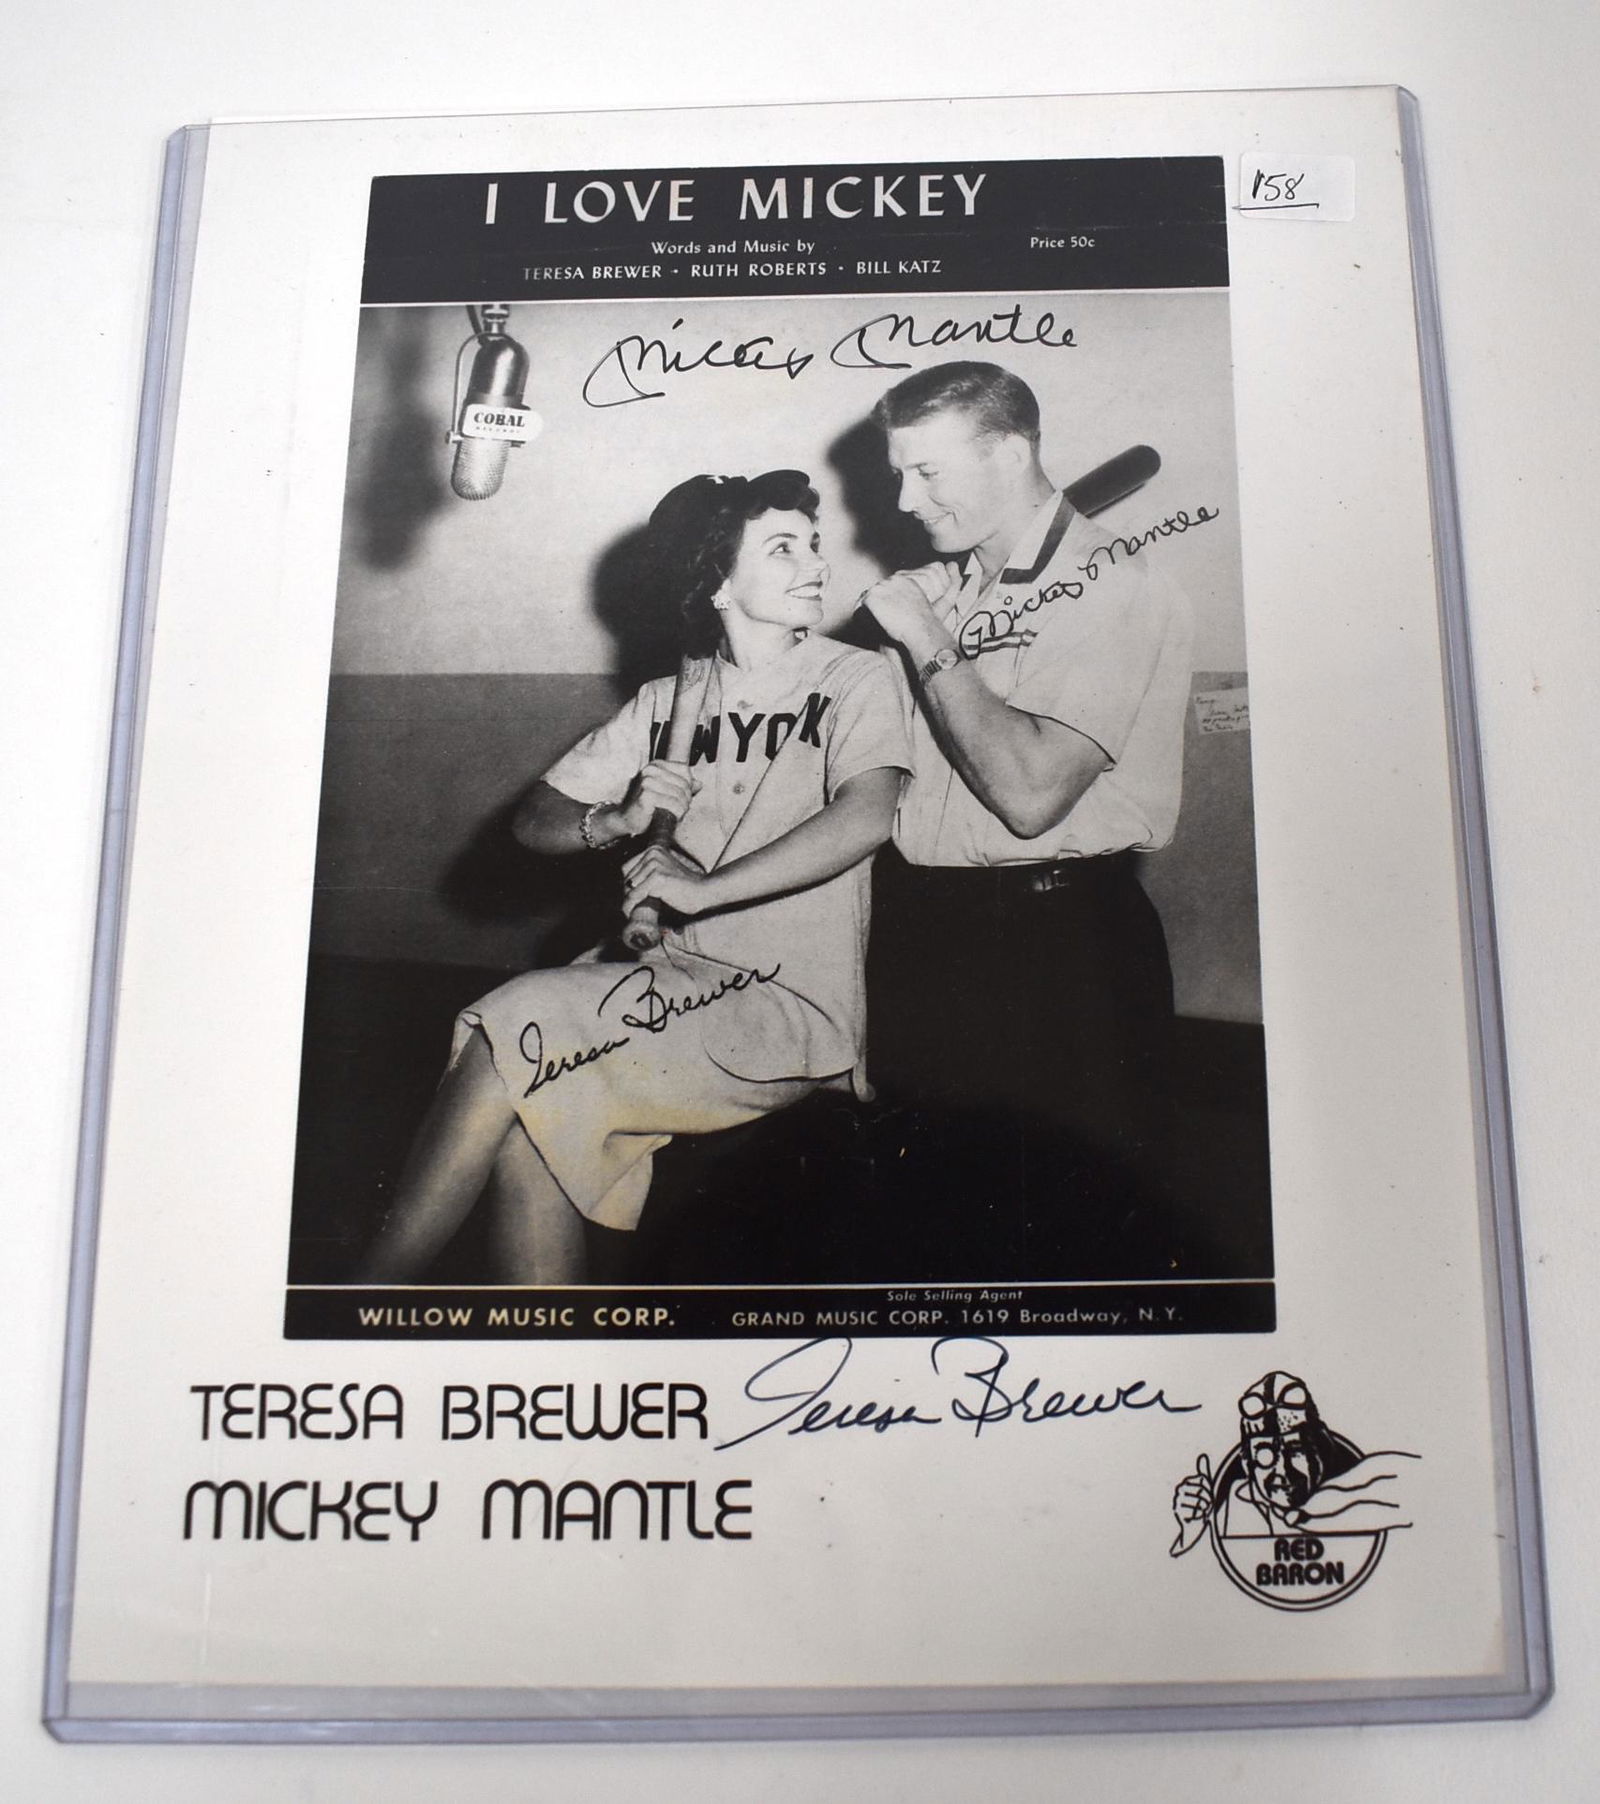 I LOVE MICKEY
158
Words and Music by
Price 50c
TERESA BREWER · RUTH ROBERTS · BILL KATZ
Mickey Mantle
CORAL
RECORDS
Mickey Mantle
NEW YORK
Teresa Brewer
Sole Selling Agent
WILLOW MUSIC CORP. GRAND MUSIC CORP. 1619 Broadway, N.Y.
TERESA BREWER Teresa Brewer
MICKEY MANTLE
RED
BARON